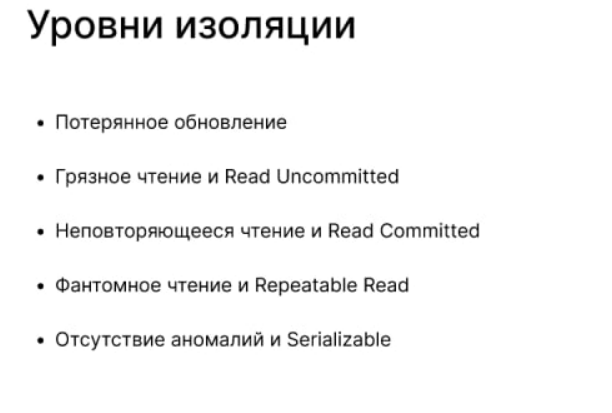 Уровни изоляции
• Потерянное обновление
• Грязное чтение и Read Uncommitted
• Неповторяющееся чтение и Read Committed
• Фантомное чтение и Repeatable Read
• Отсутствие аномалий и Serializable